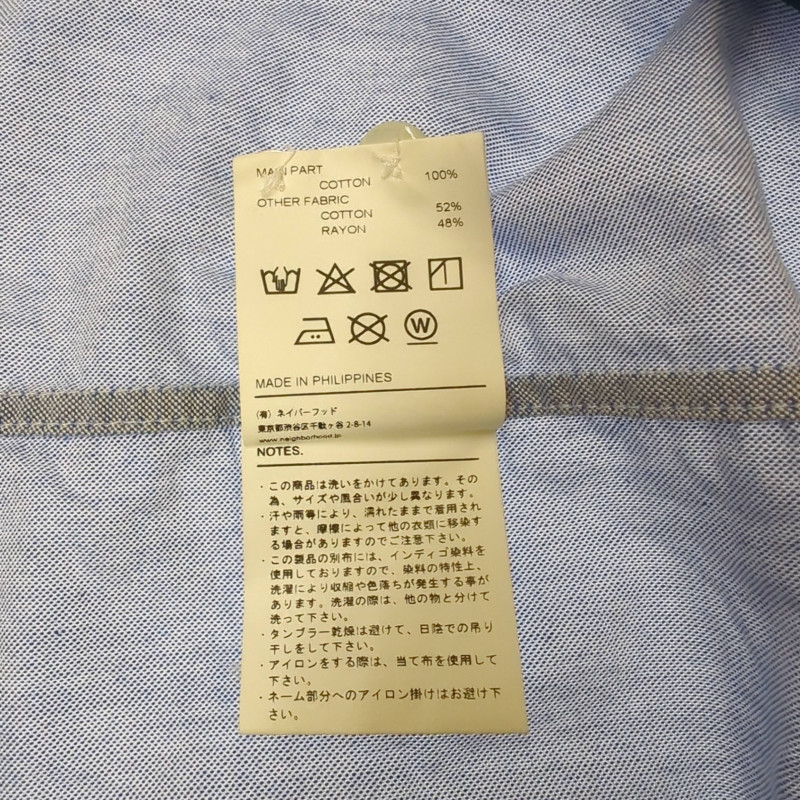 MAIN PART
COTTON 100%
OTHER FABRIC
COTTON 52%
RAYON 48%
W
MADE IN PHILIPPINES
(有) ネイバーフッド
東京都渋谷区千駄ヶ谷 2-8-14
www.neighborhood.jp
NOTES.
・この商品は洗いをかけてあります。その
為、サイズや風合いが少し異なります。
・汗や雨等により、濡れたままで着用され
ますと、摩擦によって他の衣類に移染す
る場合がありますのでご注意下さい。
・この製品の別布には、インディゴ染料を
使用しておりますので、染料の特性上、
洗濯により収縮や色落ちが発生する事が
あります。洗濯の際は、他の物と分けて
洗って下さい。
・タンブラー乾燥は避けて、日陰での吊り
干しをして下さい。
・アイロンをする際は、当て布を使用して
下さい。
・ネーム部分へのアイロン掛けはお避け下
さい。